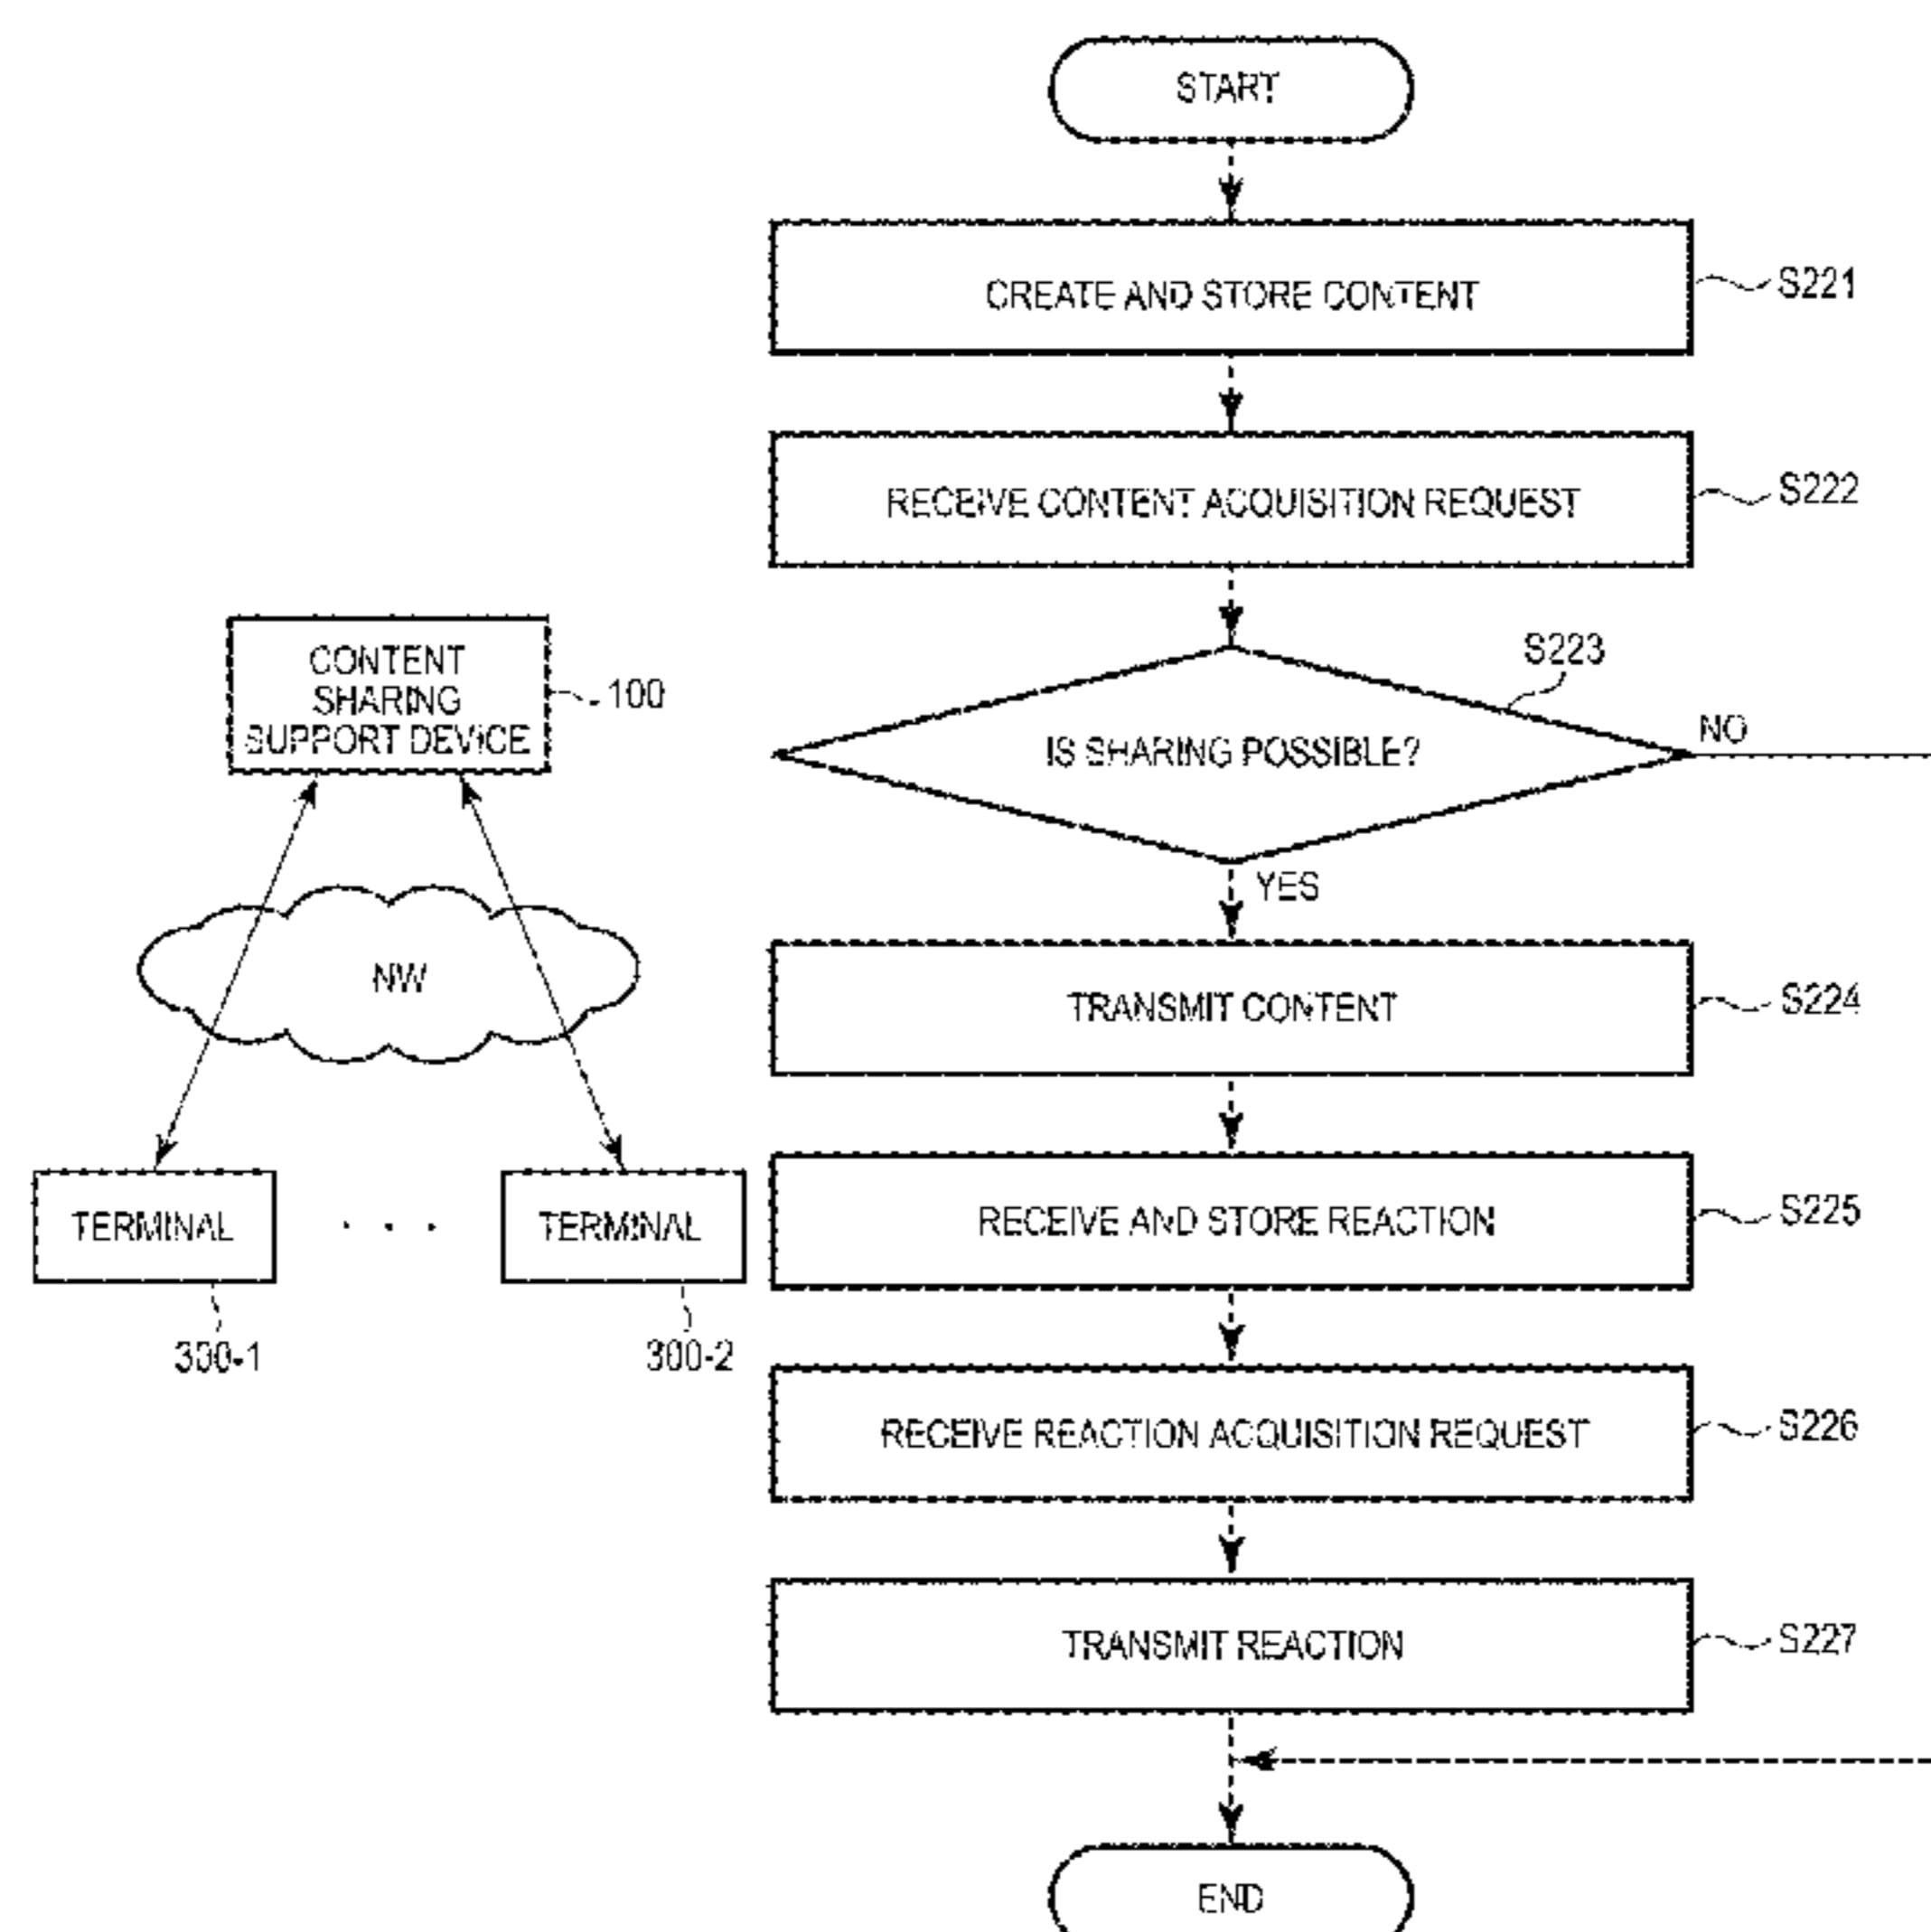 START
CREATE AND STORE CONTENT
S221
RECEIVE CONTENT ACQUISITION REQUEST
S222
S223
IS SHARING POSSIBLE?
NO
YES
TRANSMIT CONTENT
S224
RECEIVE AND STORE REACTION
S225
RECEIVE REACTION ACQUISITION REQUEST
S226
TRANSMIT REACTION
S227
END
CONTENT
SHARING
SUPPORT DEVICE
100
NW
TERMINAL
. . .
TERMINAL
300-1
300-2